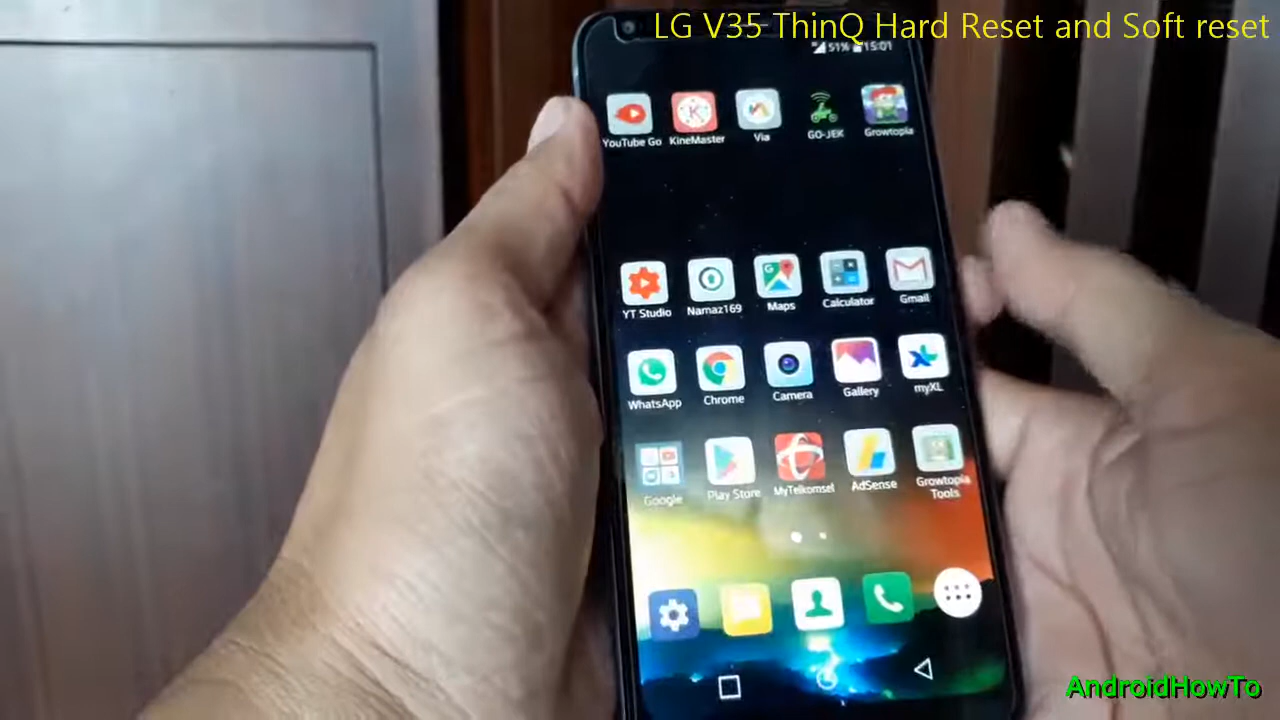 LG V35 ThinQ Hard Reset and Soft reset
51% 15:01
YouTube Go KineMaster Via GO-JEK Growtopia
YT Studio Namaz169 Maps Calculator Gmail
WhatsApp Chrome Camera Gallery myXL
Google Play Store MyTelkomsel AdSense Growtopia
Tools
AndroidHowTo